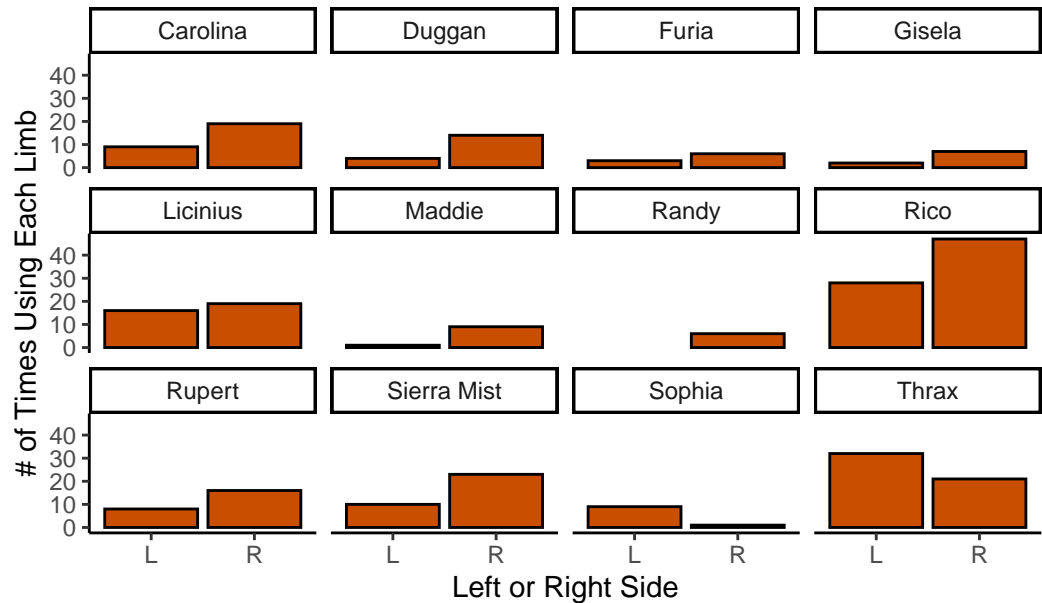 Carolina Duggan Furia Gisela
40
30
20
10
0
Licinius Maddie Randy Rico
40
30
20
10
0
Rupert Sierra Mist Sophia Thrax
40
30
20
10
0
L R L R L R L R
Left or Right Side
# of Times Using Each Limb